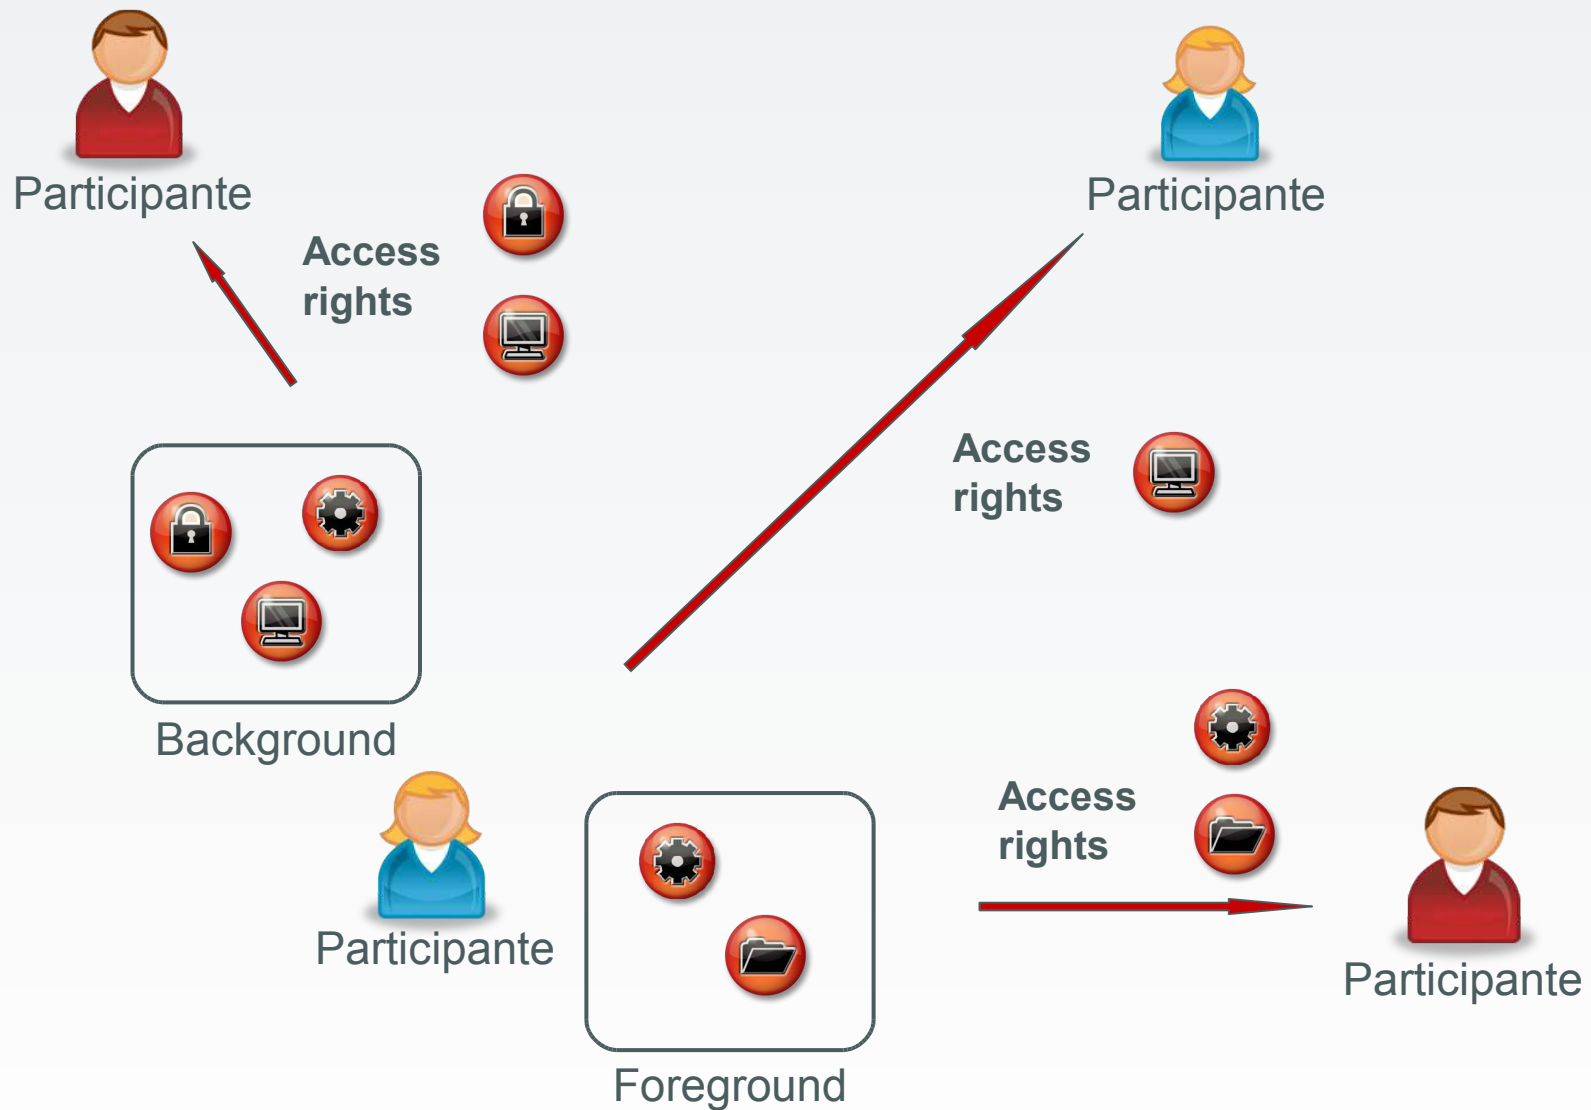 Participante
Participante
Access
rights
Access
rights
Background
Access
rights
Participante
Participante
Foreground